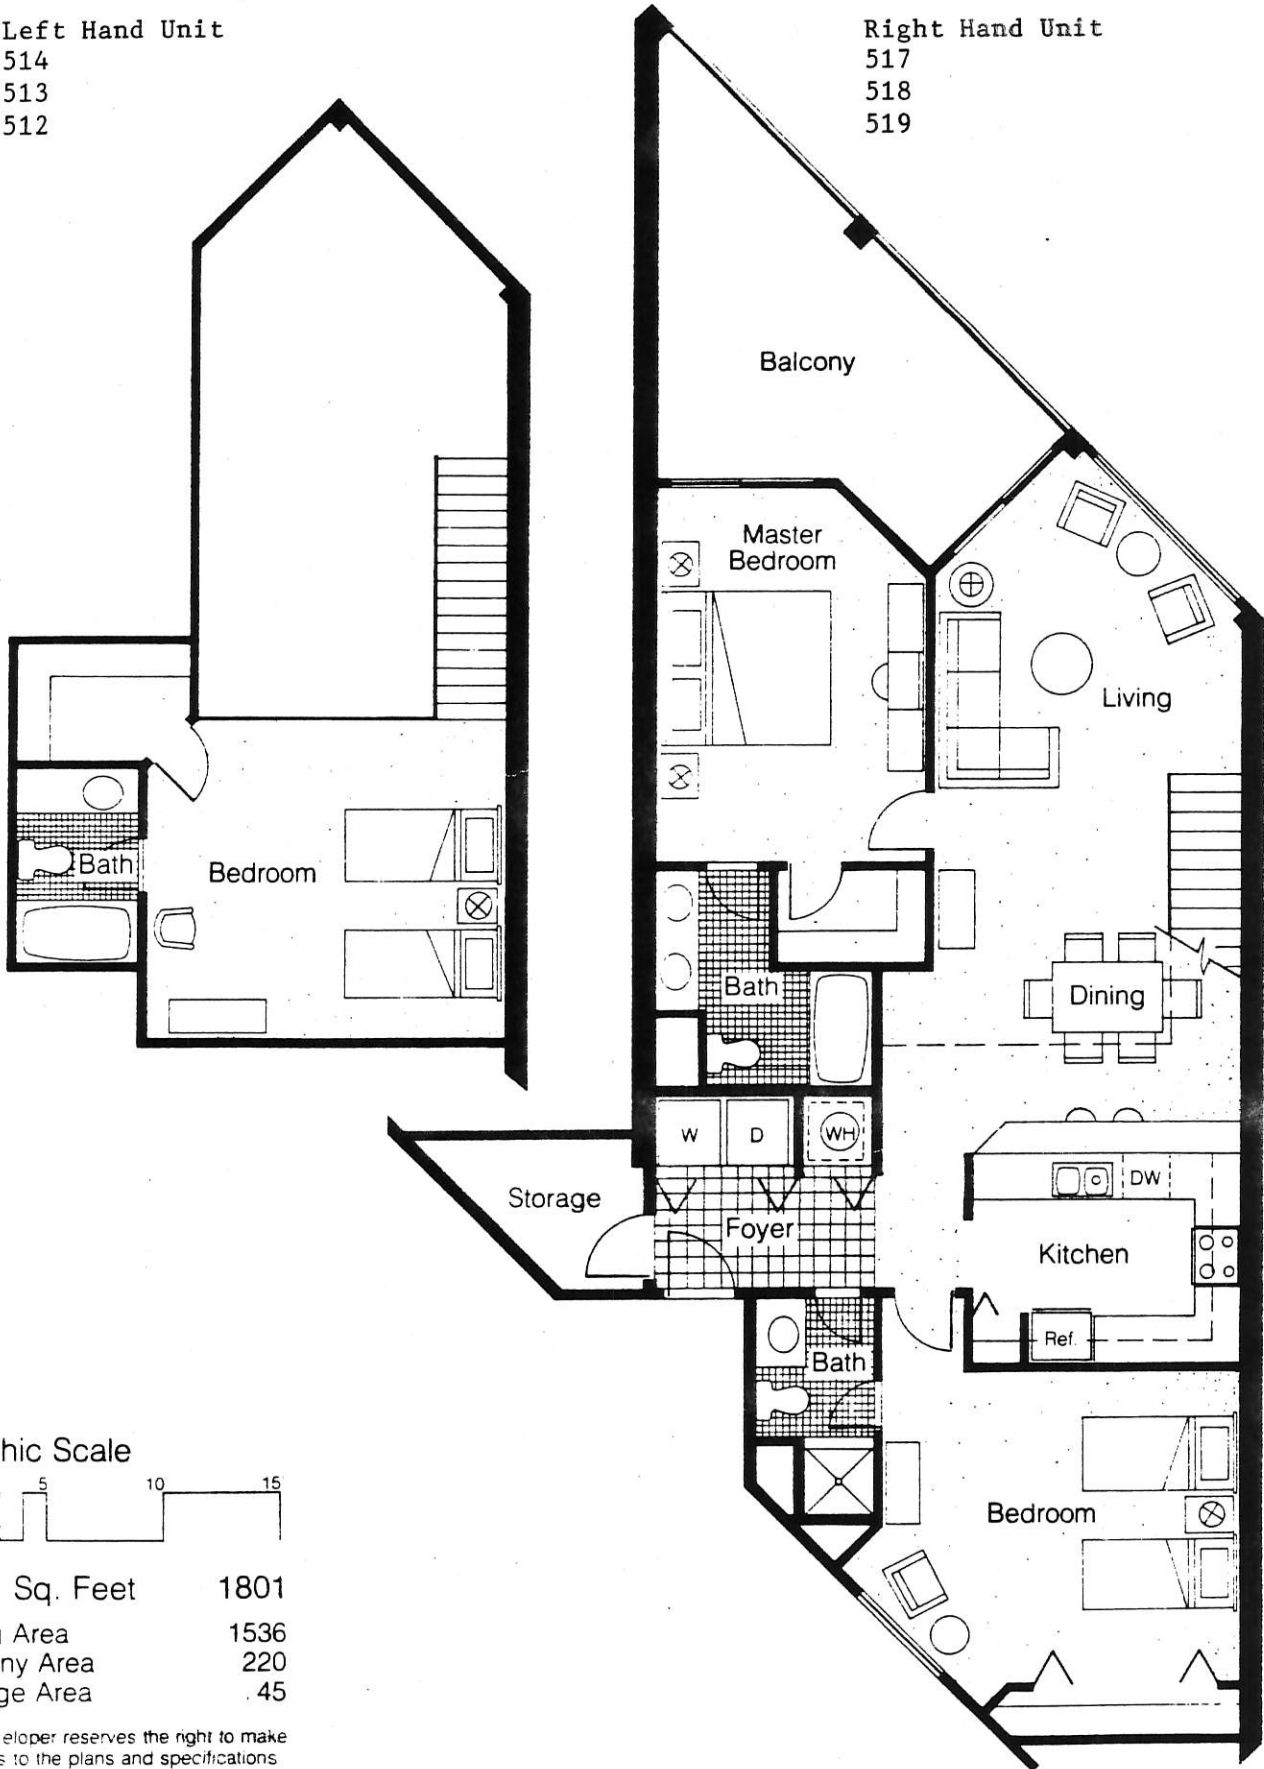 Left Hand Unit
514
513
512
Right Hand Unit
517
518
519
Balcony
Master
Bedroom
Living
Bath
Bedroom
Dining
Bath
W
D
WH
DW
Storage
Foyer
Kitchen
Ref.
Bath
Bedroom
hic Scale
5
10
15
Sq. Feet 1801
Area 1536
ny Area 220
ge Area 45
eloper reserves the right to make
s to the plans and specifications